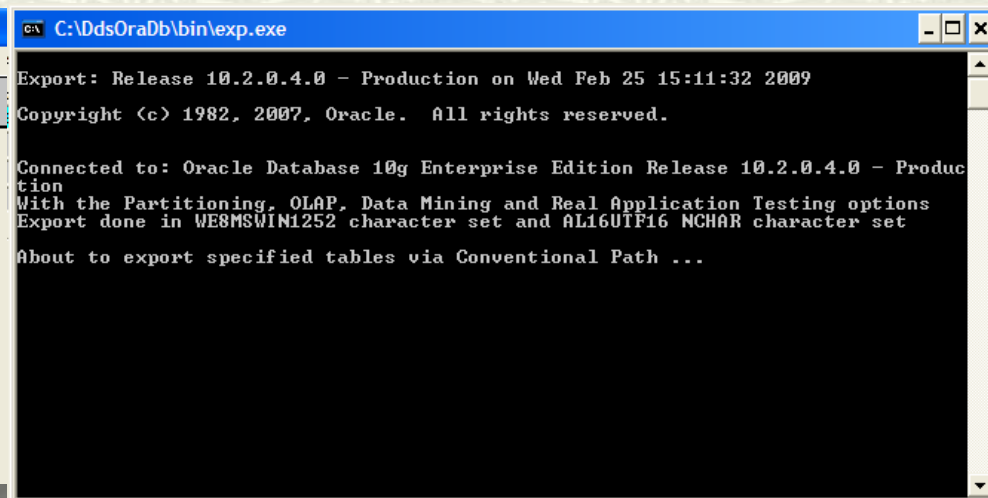 C:\DdsOraDb\bin\exp.exe
Export: Release 10.2.0.4.0 - Production on Wed Feb 25 15:11:32 2009
Copyright (c) 1982, 2007, Oracle.  All rights reserved.
Connected to: Oracle Database 10g Enterprise Edition Release 10.2.0.4.0 - Produc
tion
With the Partitioning, OLAP, Data Mining and Real Application Testing options
Export done in WE8MSWIN1252 character set and AL16UTF16 NCHAR character set
About to export specified tables via Conventional Path ...